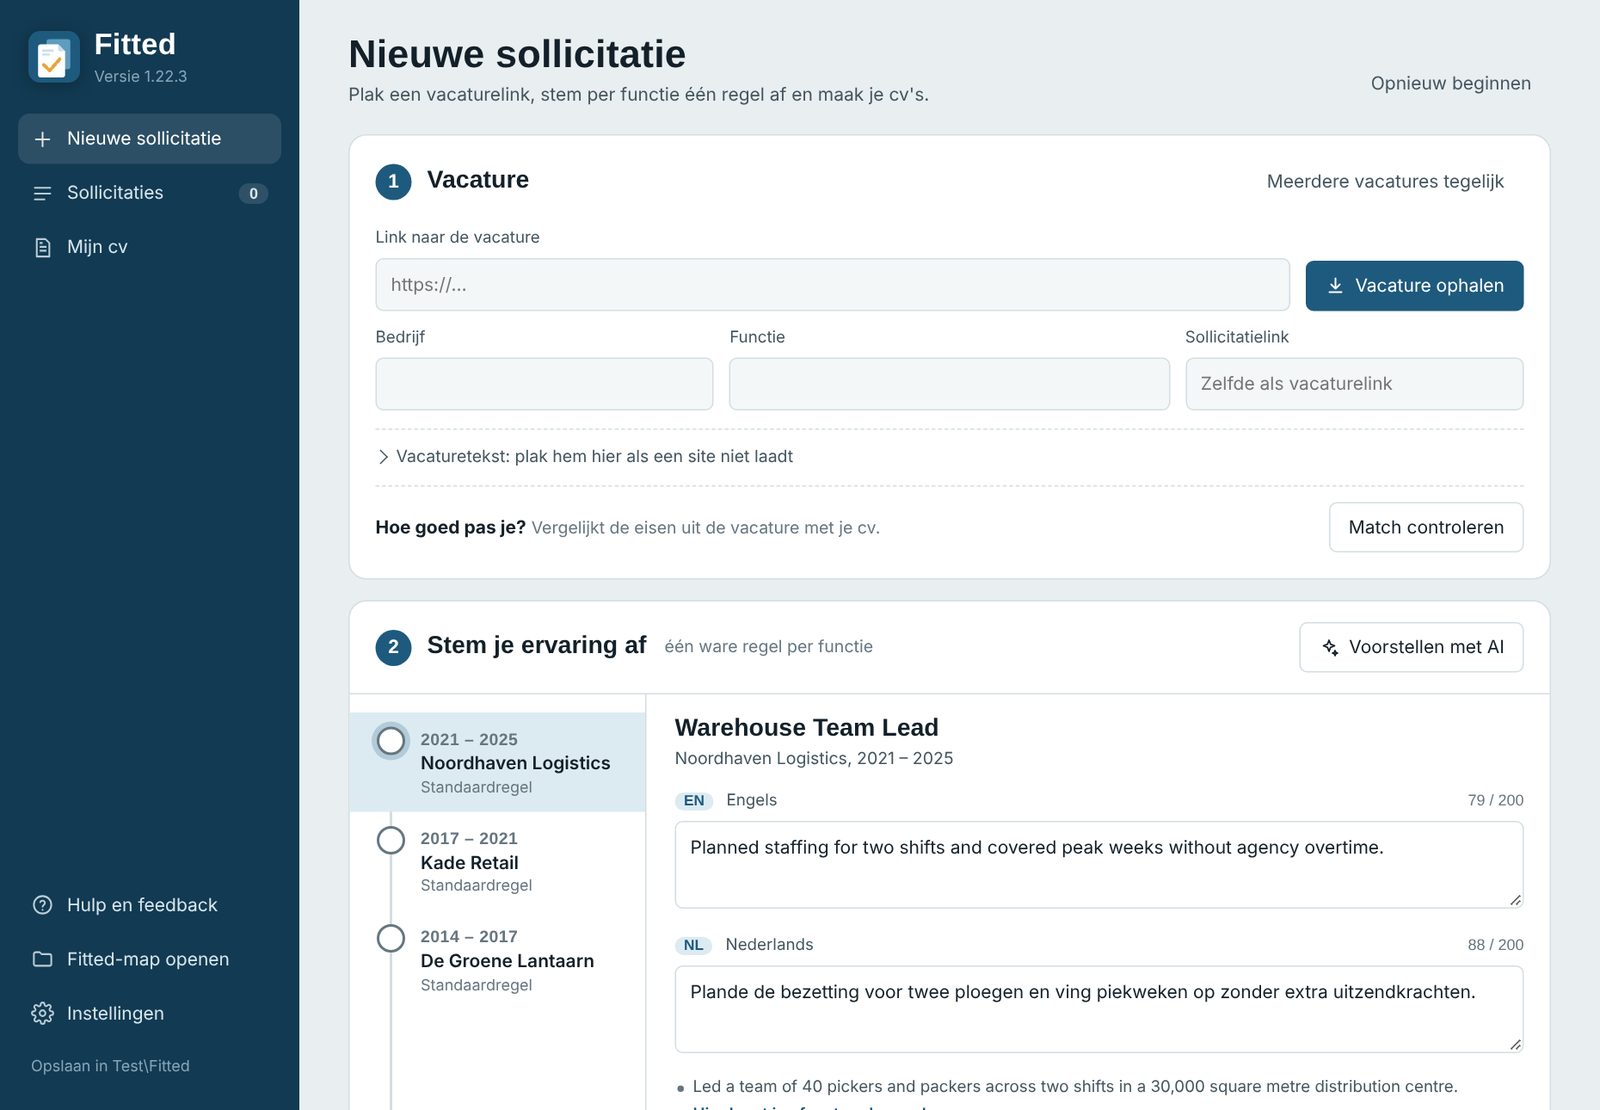 Fitted
Versie 1.22.3
Nieuwe sollicitatie
Sollicitaties 0
Mijn cv
Hulp en feedback
Fitted-map openen
Instellingen
Opslaan in Test\Fitted
Nieuwe sollicitatie
Plak een vacaturelink, stem per functie één regel af en maak je cv's.
Opnieuw beginnen
1 Vacature
Meerdere vacatures tegelijk
Link naar de vacature
https://...
Vacature ophalen
Bedrijf
Functie
Sollicitatielink
Zelfde als vacaturelink
Vacaturetekst: plak hem hier als een site niet laadt
Hoe goed pas je? Vergelijkt de eisen uit de vacature met je cv.
Match controleren
2 Stem je ervaring af één ware regel per functie
Voorstellen met AI
2021 – 2025
Noordhaven Logistics
Standaardregel
2017 – 2021
Kade Retail
Standaardregel
2014 – 2017
De Groene Lantaarn
Standaardregel
Warehouse Team Lead
Noordhaven Logistics, 2021 – 2025
EN Engels 79 / 200
Planned staffing for two shifts and covered peak weeks without agency overtime.
NL Nederlands 88 / 200
Plande de bezetting voor twee ploegen en ving piekweken op zonder extra uitzendkrachten.
Led a team of 40 pickers and packers across two shifts in a 30,000 square metre distribution centre.